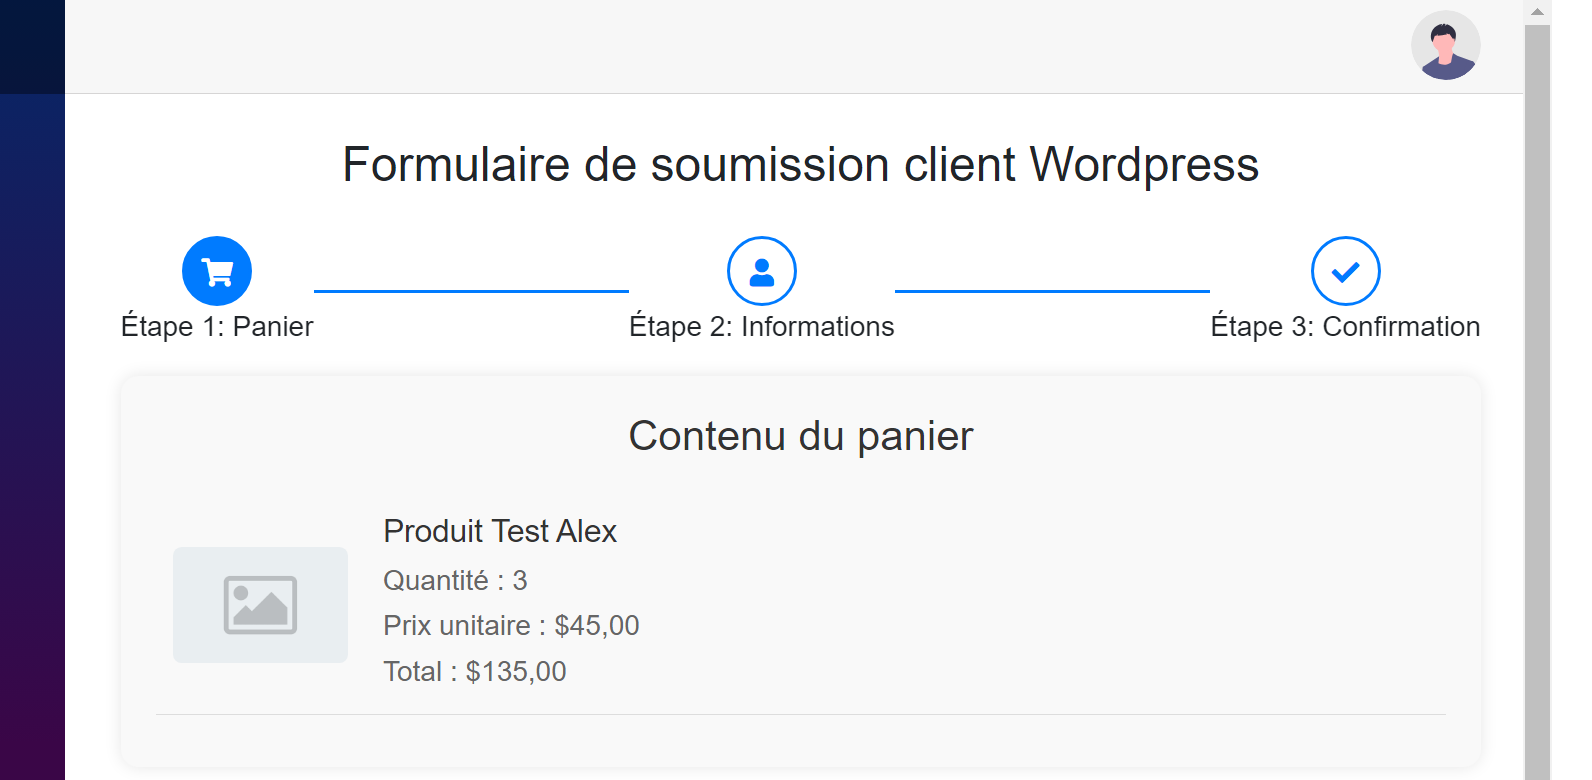 Formulaire de soumission client Wordpress
Étape 1: Panier
Étape 2: Informations
Étape 3: Confirmation
Contenu du panier
Produit Test Alex
Quantité : 3
Prix unitaire : $45,00
Total : $135,00